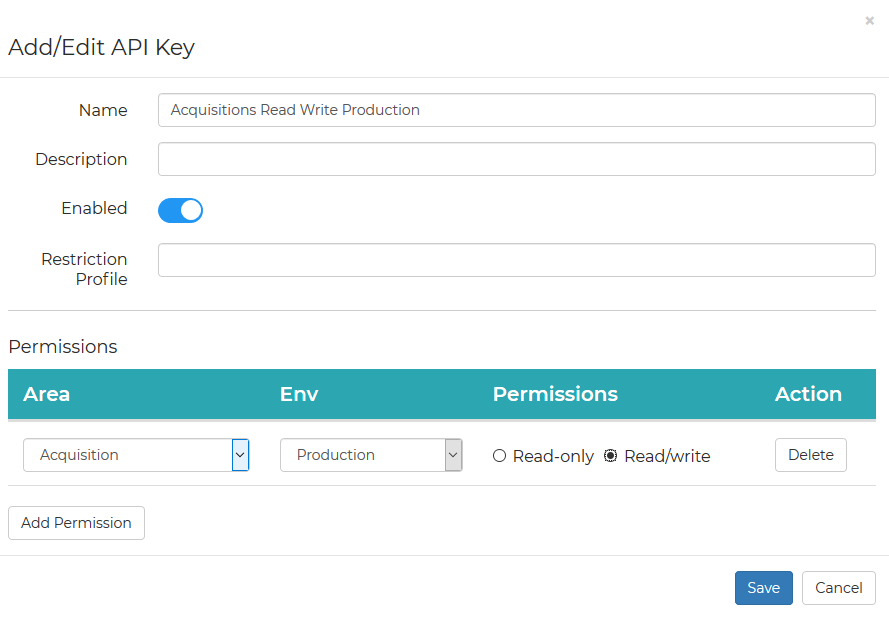 ×
Add/Edit API Key
Name
Acquisitions Read Write Production
Description
Enabled
Restriction
Profile
Permissions
Area Env Permissions Action
Acquisition Production Read-only Read/write Delete
Add Permission
Save Cancel